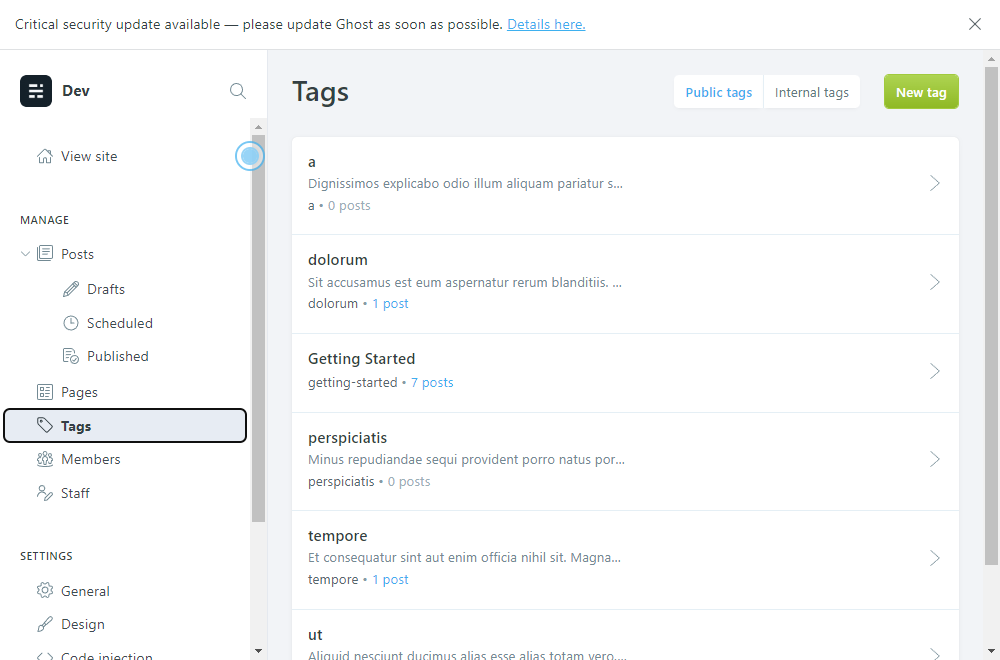 Critical security update available — please update Ghost as soon as possible. Details here.
Dev
View site
MANAGE
Posts
Drafts
Scheduled
Published
Pages
Tags
Members
Staff
SETTINGS
General
Design
Code injection
Tags
Public tags
Internal tags
New tag
a
Dignissimos explicabo odio illum aliquam pariatur s...
a • 0 posts
dolorum
Sit accusamus est eum aspernatur rerum blanditiis. ...
dolorum • 1 post
Getting Started
getting-started • 7 posts
perspiciatis
Minus repudiandae sequi provident porro natus por...
perspiciatis • 0 posts
tempore
Et consequatur sint aut enim officia nihil sit. Magna...
tempore • 1 post
ut
Aliquid nesciunt ducimus alias esse alias totam vero....